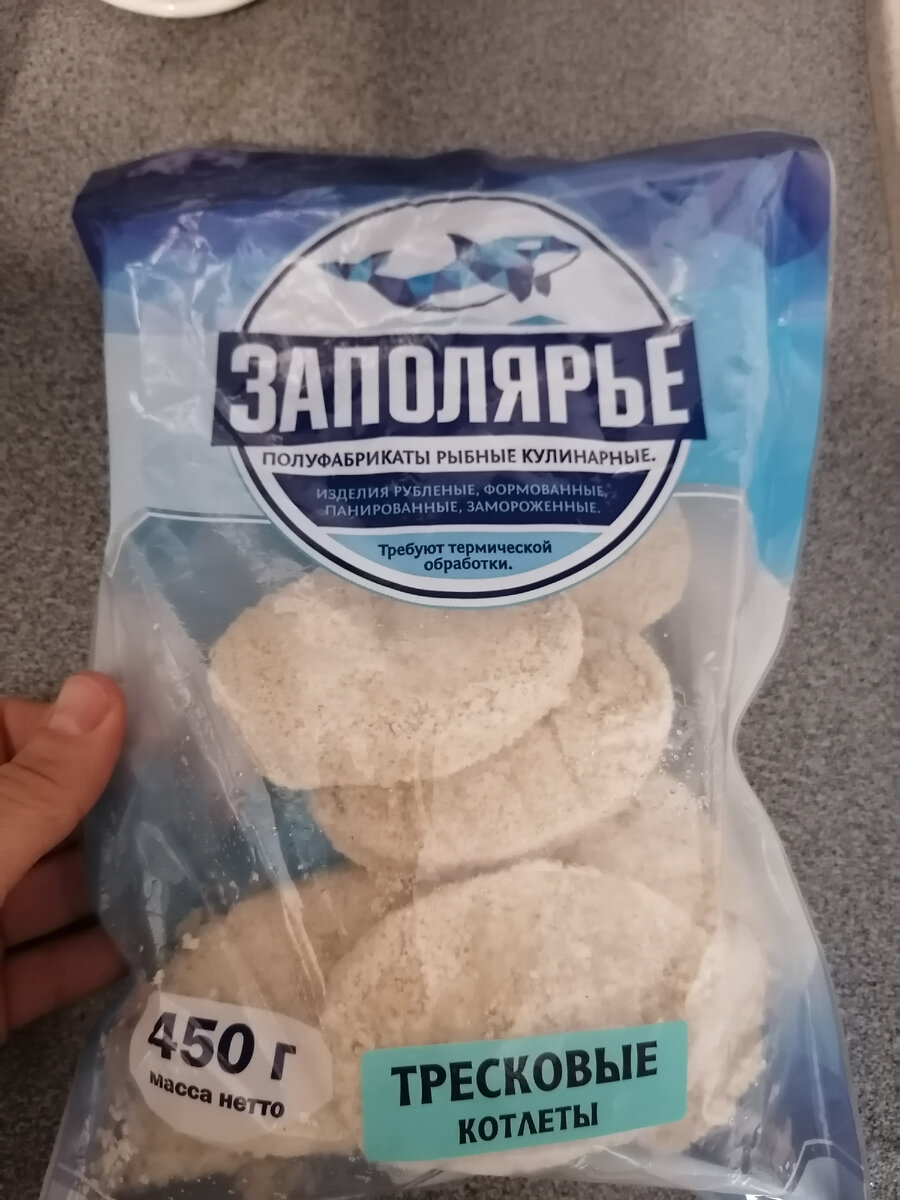 ЗАПОЛЯРЬЕ
ПОЛУФАБРИКАТЫ РЫБНЫЕ КУЛИНАРНЫЕ.
ИЗДЕЛИЯ РУБЛЕНЫЕ, ФОРМОВАННЫЕ,
ПАНИРОВАННЫЕ, ЗАМОРОЖЕННЫЕ.
Требуют термической
обработки.
450 г
масса нетто
ТРЕСКОВЫЕ
КОТЛЕТЫ